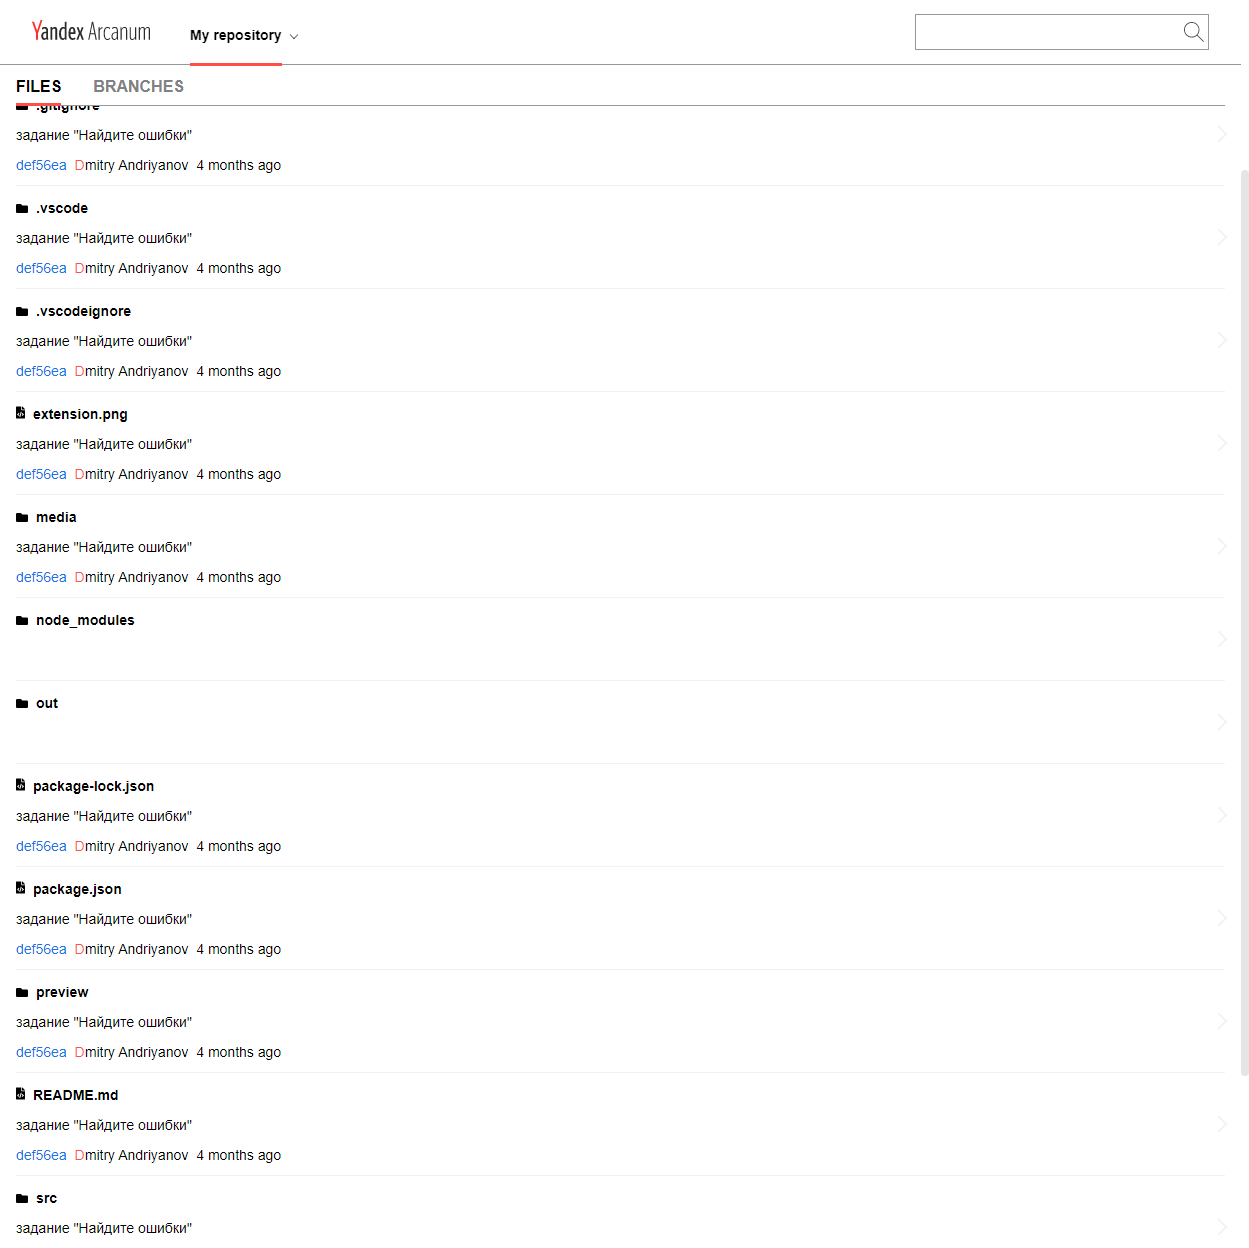 Yandex Arcanum
My repository
FILES BRANCHES
.gitignore
задание "Найдите ошибки"
def56ea Dmitry Andriyanov 4 months ago
.vscode
задание "Найдите ошибки"
def56ea Dmitry Andriyanov 4 months ago
.vscodeignore
задание "Найдите ошибки"
def56ea Dmitry Andriyanov 4 months ago
extension.png
задание "Найдите ошибки"
def56ea Dmitry Andriyanov 4 months ago
media
задание "Найдите ошибки"
def56ea Dmitry Andriyanov 4 months ago
node_modules
out
package-lock.json
задание "Найдите ошибки"
def56ea Dmitry Andriyanov 4 months ago
package.json
задание "Найдите ошибки"
def56ea Dmitry Andriyanov 4 months ago
preview
задание "Найдите ошибки"
def56ea Dmitry Andriyanov 4 months ago
README.md
задание "Найдите ошибки"
def56ea Dmitry Andriyanov 4 months ago
src
задание "Найдите ошибки"